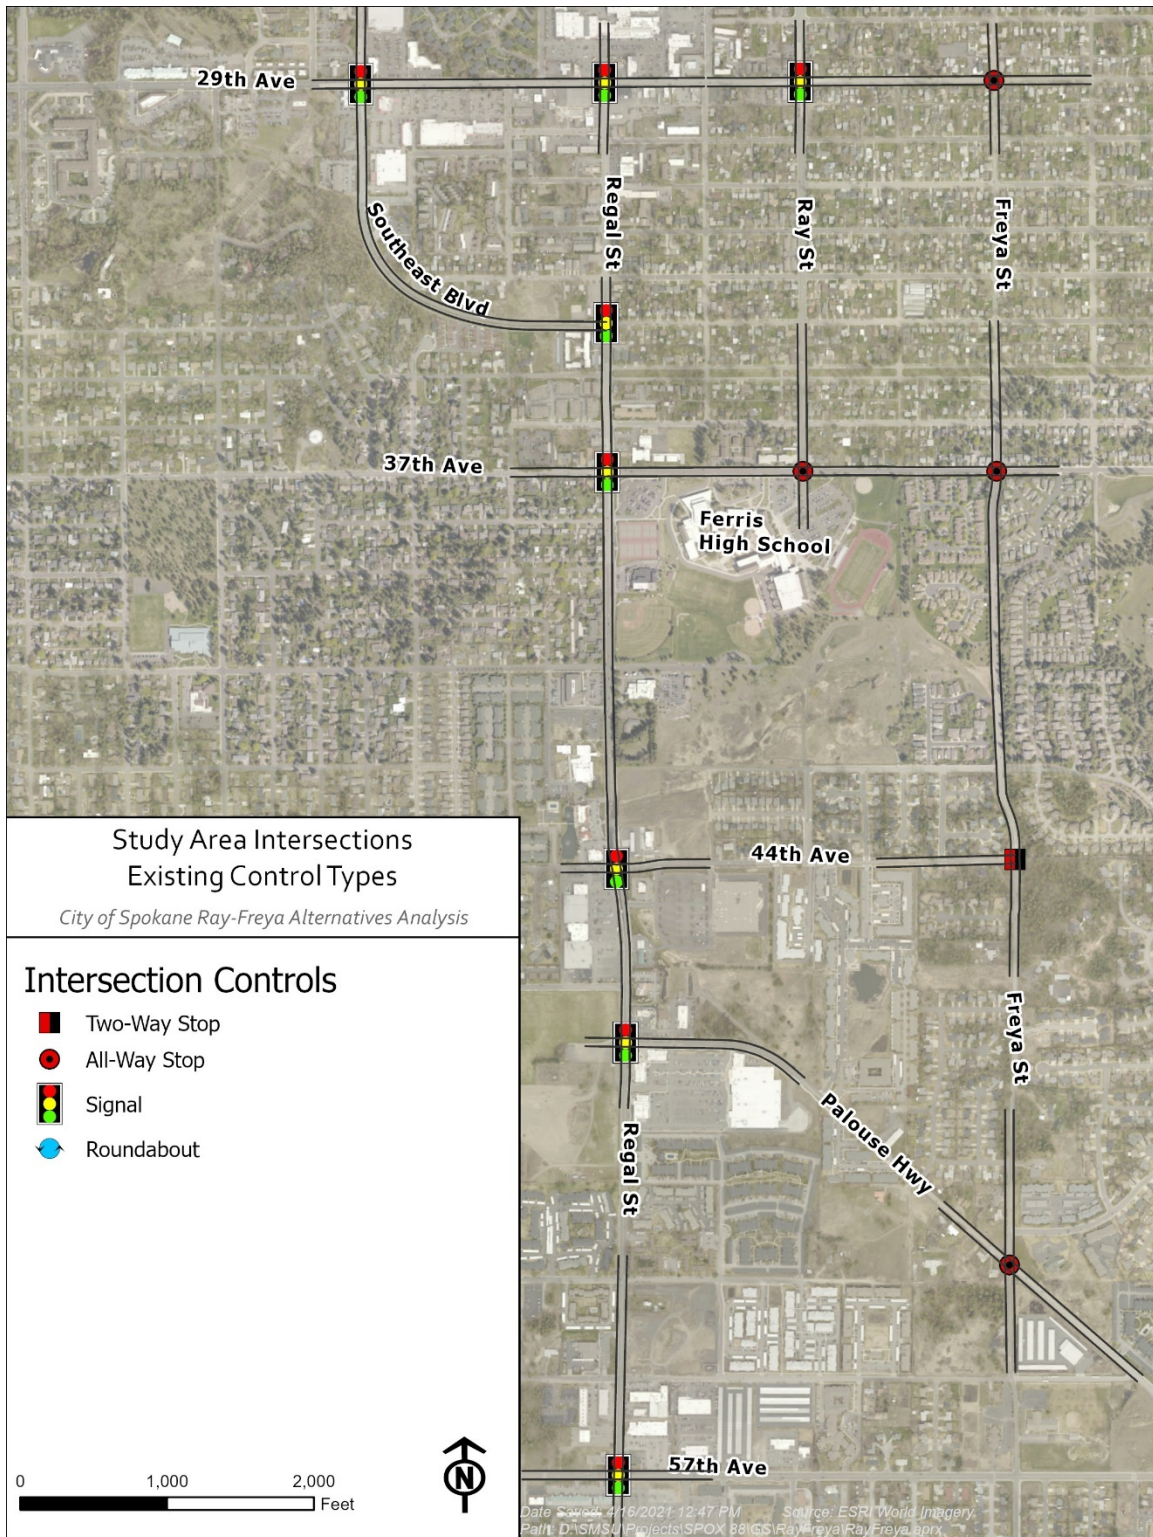 29th Ave
Regal St
Ray St
Freya St
Southeast Blvd
37th Ave
Ferris
High School
44th Ave
Study Area Intersections
Existing Control Types
City of Spokane Ray-Freya Alternatives Analysis
Intersection Controls
Two-Way Stop
All-Way Stop
Signal
Roundabout
Freya St
Palouse Hwy
Regal St
57th Ave
N
0 1,000 2,000
Feet
Date Saved: 4/16/2021 12:47 PM Source: ESRI World Imagery